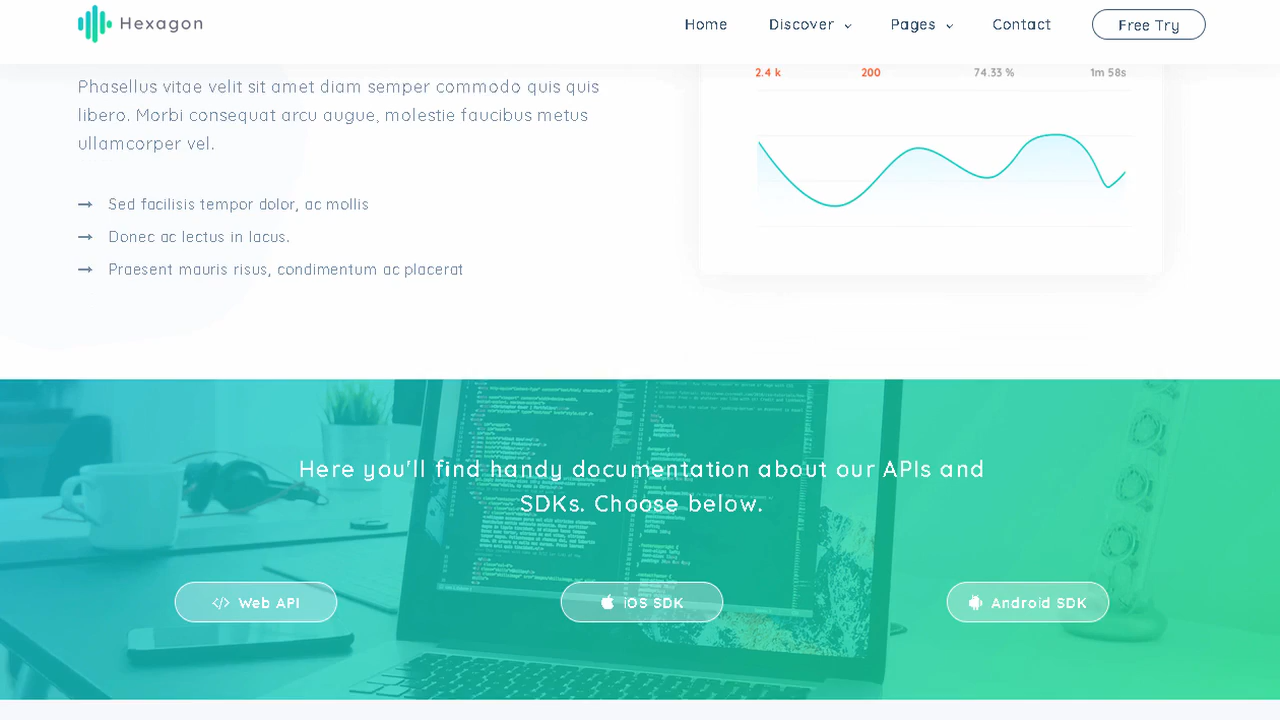 Hexagon
Home Discover Pages Contact Free Try
2.4 k 200 74.33 % 1m 58s
Phasellus vitae velit sit amet diam semper commodo quis quis
libero. Morbi consequat arcu augue, molestie faucibus metus
ullamcorper vel.
Sed facilisis tempor dolor, ac mollis
Donec ac lectus in lacus.
Praesent mauris risus, condimentum ac placerat
Here you'll find handy documentation about our APIs and
SDKs. Choose below.
</> Web API
iOS SDK
Android SDK